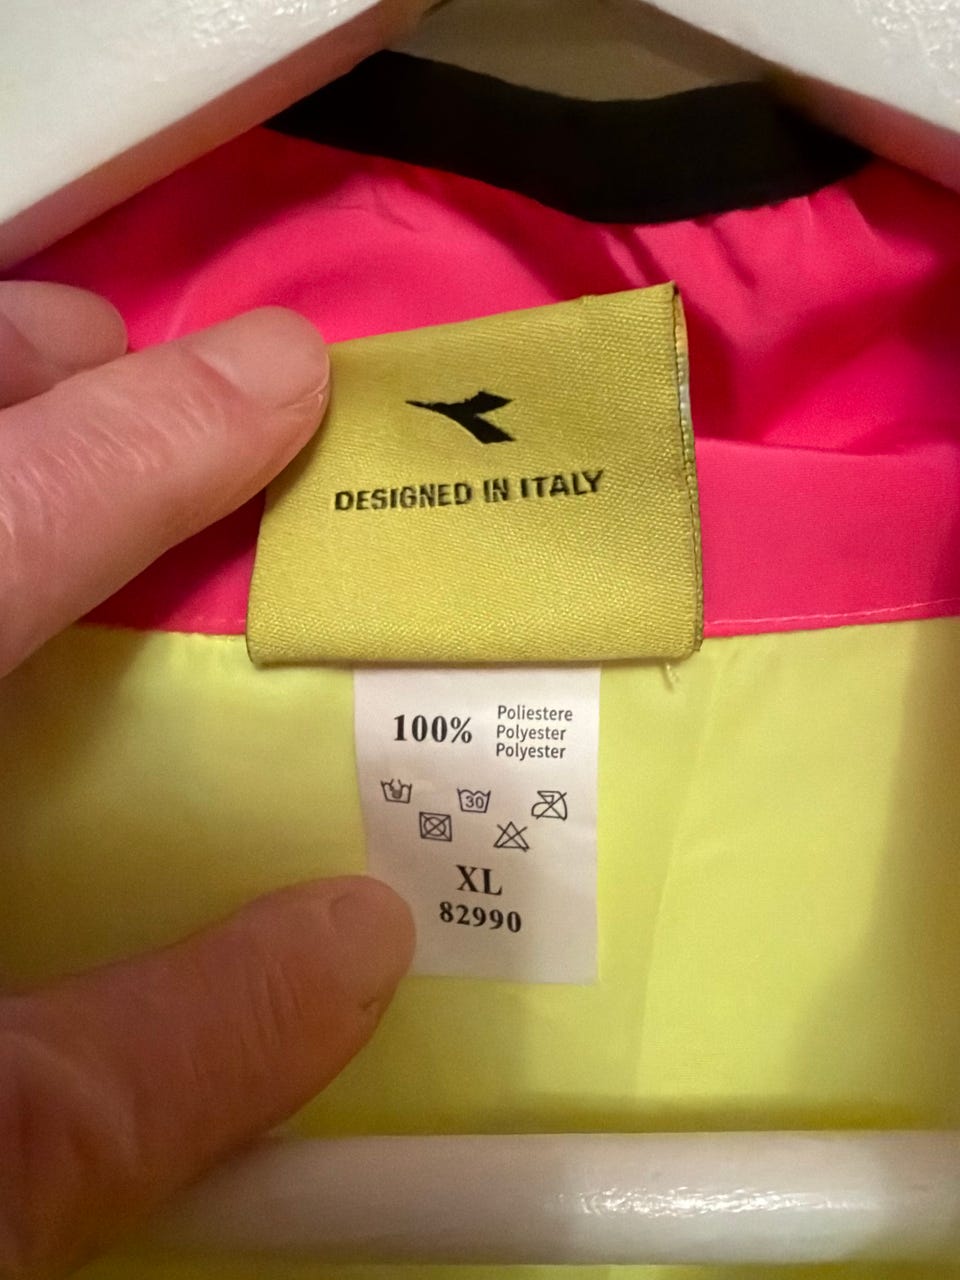 DESIGNED IN ITALY
100%
Poliestere
Polyester
Polyester
30
XL
82990